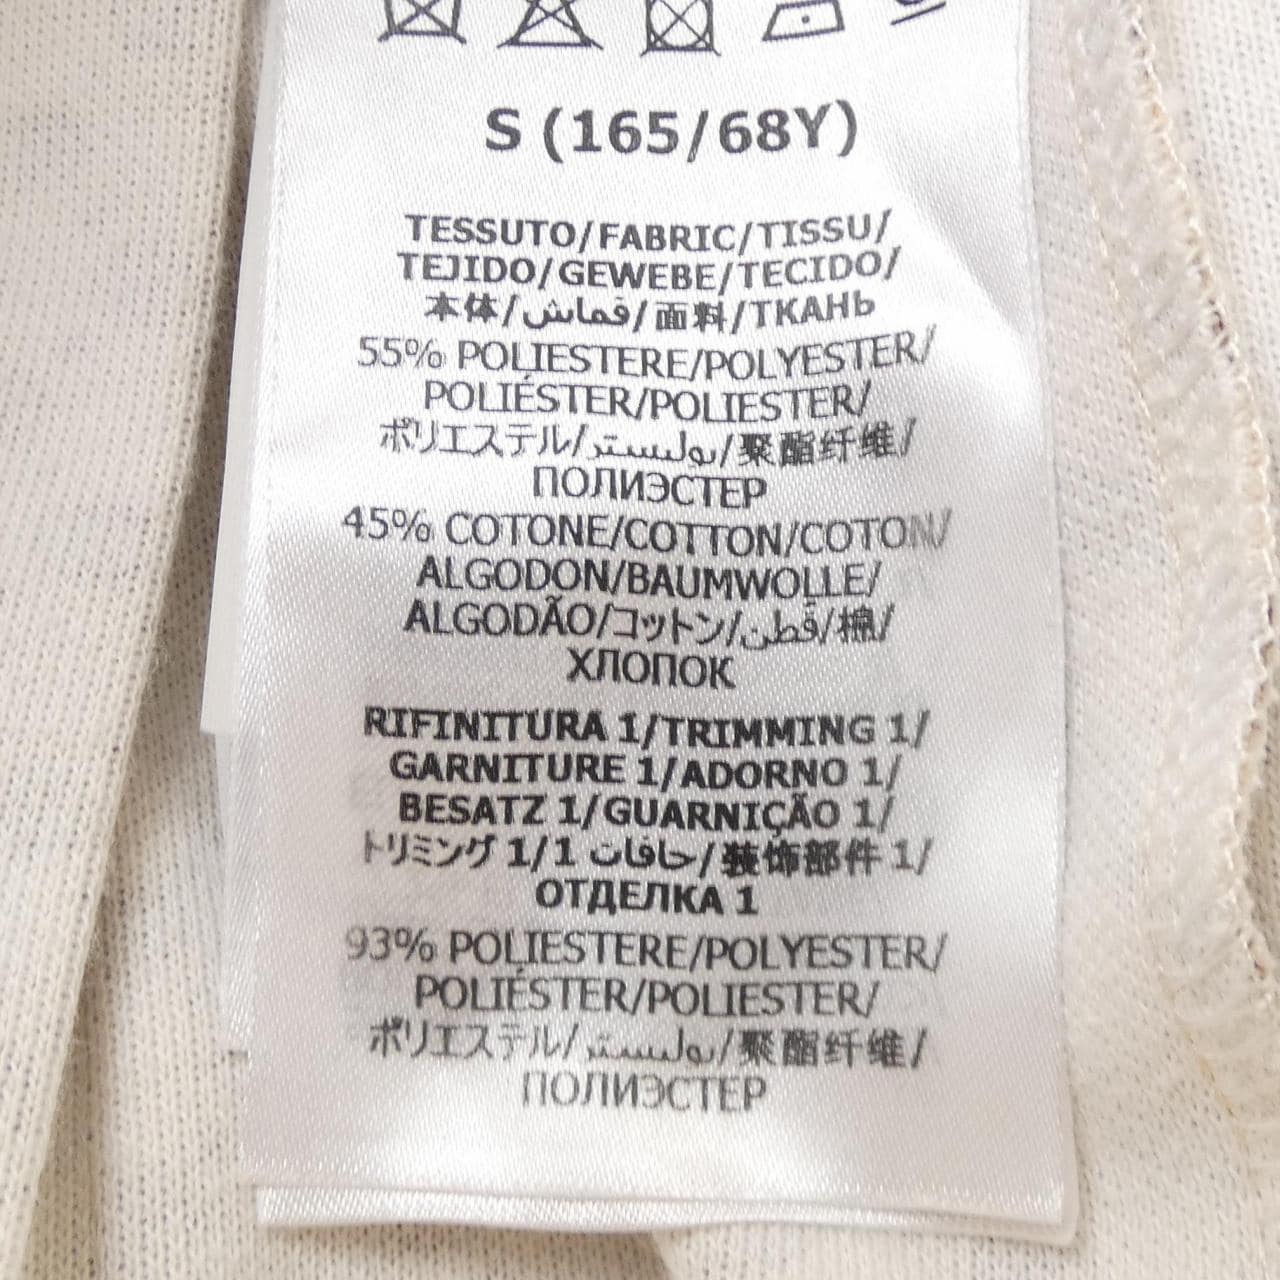 S (165/68Y)
TESSUTO/FABRIC/TISSU/
TEJIDO/GEWEBE/TECIDO/
本体/قماش/面料/ТКАНЬ
55% POLIESTERE/POLYESTER/
POLIÉSTER/POLIESTER/
ポリエステル/بوليستر/聚酯纤维/
ПОЛИЭСТЕР
45% COTONE/COTTON/COTON/
ALGODON/BAUMWOLLE/
ALGODÃO/コットン/قطن/棉/
ХЛОПОК
RIFINITURA 1/TRIMMING 1/
GARNITURE 1/ADORNO 1/
BESATZ 1/GUARNIÇÃO 1/
トリミング 1/حافات 1/装饰部件 1/
ОТДЕЛКА 1
93% POLIESTERE/POLYESTER/
POLIÉSTER/POLIESTER/
ポリエステル/بوليستر/聚酯纤维/
ПОЛИЭСТЕР